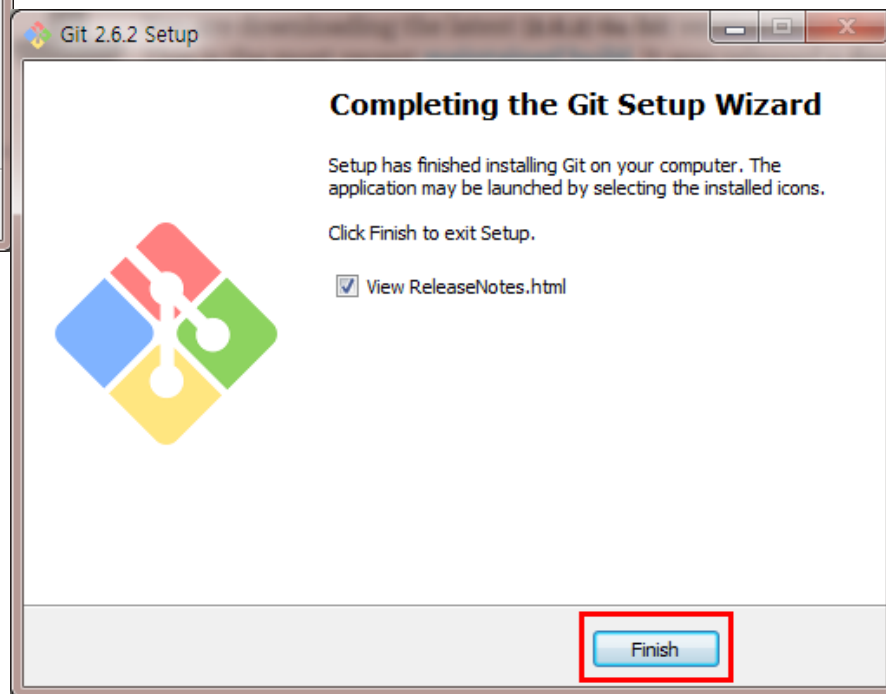 Git 2.6.2 Setup
Completing the Git Setup Wizard
Setup has finished installing Git on your computer. The
application may be launched by selecting the installed icons.
Click Finish to exit Setup.
View ReleaseNotes.html
Finish